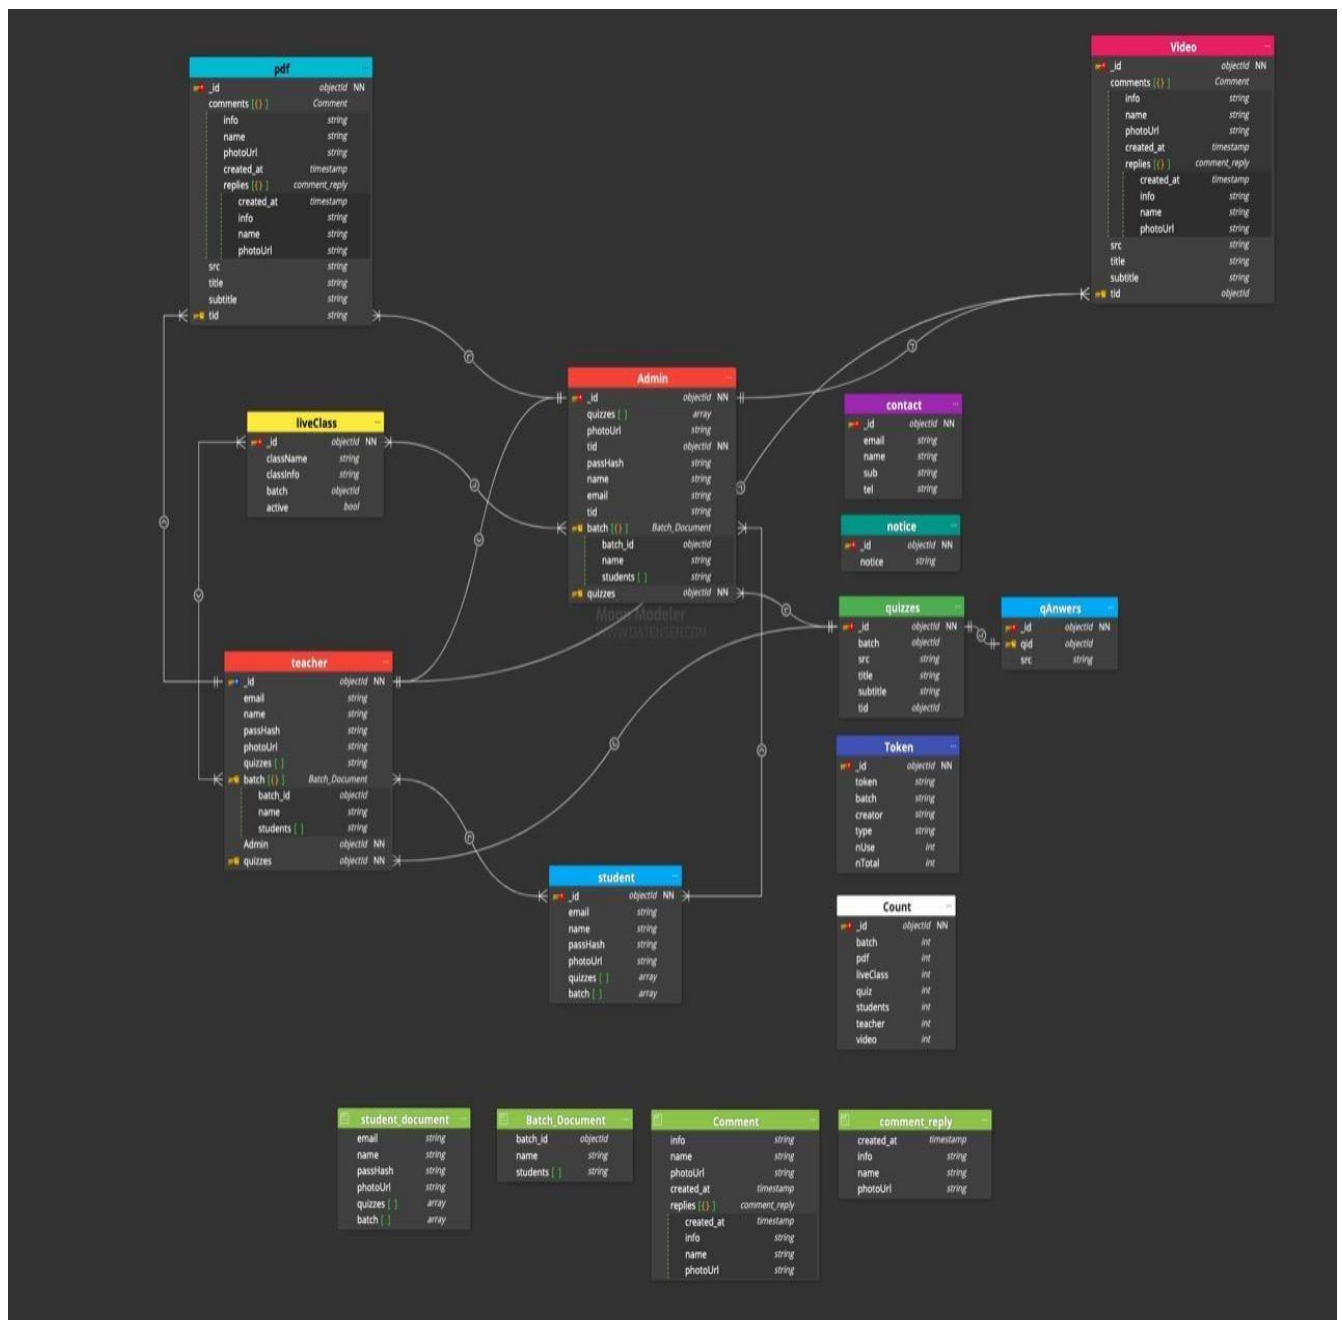 pdf
_id objectId NN
comments [{} ] Comment
info string
name string
photoUrl string
created_at timestamp
replies [{} ] comment_reply
created_at timestamp
info string
name string
photoUrl string
src string
title string
subtitle string
tid string
Video
_id objectId NN
comments [{} ] Comment
info string
name string
photoUrl string
created_at timestamp
replies [{} ] comment_reply
created_at timestamp
info string
name string
photoUrl string
src string
title string
subtitle string
tid objectId
Admin
_id objectId NN
quizzes [ ] array
photoUrl string
tid objectId NN
passHash string
name string
email string
tid string
batch [{} ] Batch_Document
batch_id objectId
name string
students [ ] string
quizzes objectId NN
Moon Modeler
WWW.DATENSEN.COM
contact
_id objectId NN
email string
name string
sub string
tel string
liveClass
_id objectId NN
className string
classInfo string
batch objectId
active bool
notice
_id objectId NN
notice string
quizzes
_id objectId NN
batch objectId
src string
title string
subtitle string
tid objectId
qAnwers
_id objectId NN
qid objectId
src string
teacher
_id objectId NN
email string
name string
passHash string
photoUrl string
quizzes [ ] string
batch [{} ] Batch_Document
batch_id objectId
name string
students [ ] string
Admin objectId NN
quizzes objectId NN
Token
_id objectId NN
token string
batch string
creator string
type string
nUse int
nTotal int
student
_id objectId NN
email string
name string
passHash string
photoUrl string
quizzes [ ] array
batch [ ] array
Count
_id objectId NN
batch int
pdf int
liveClass int
quiz int
students int
teacher int
video int
student_document
email string
name string
passHash string
photoUrl string
quizzes [ ] array
batch [ ] array
Batch_Document
batch_id objectId
name string
students [ ] string
Comment
info string
name string
photoUrl string
created_at timestamp
replies [{} ] comment_reply
created_at timestamp
info string
name string
photoUrl string
comment_reply
created_at timestamp
info string
name string
photoUrl string